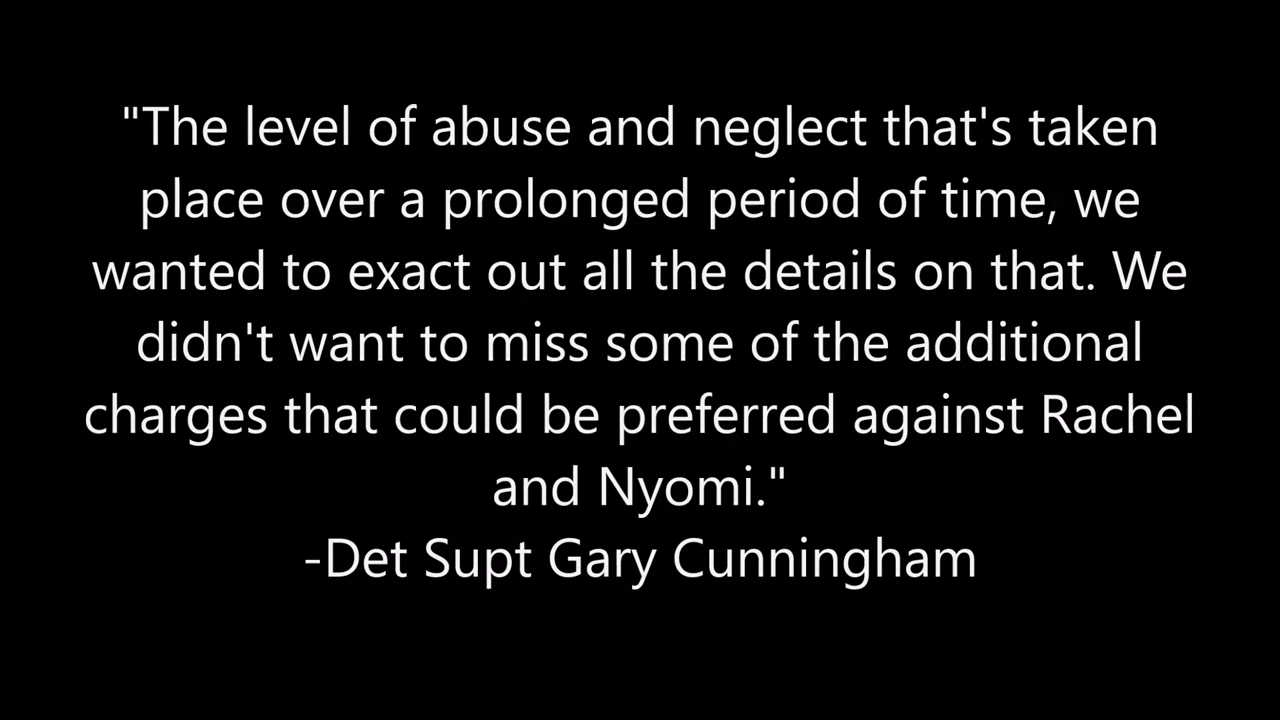 "The level of abuse and neglect that's taken
place over a prolonged period of time, we
wanted to exact out all the details on that. We
didn't want to miss some of the additional
charges that could be preferred against Rachel
and Nyomi."
-Det Supt Gary Cunningham